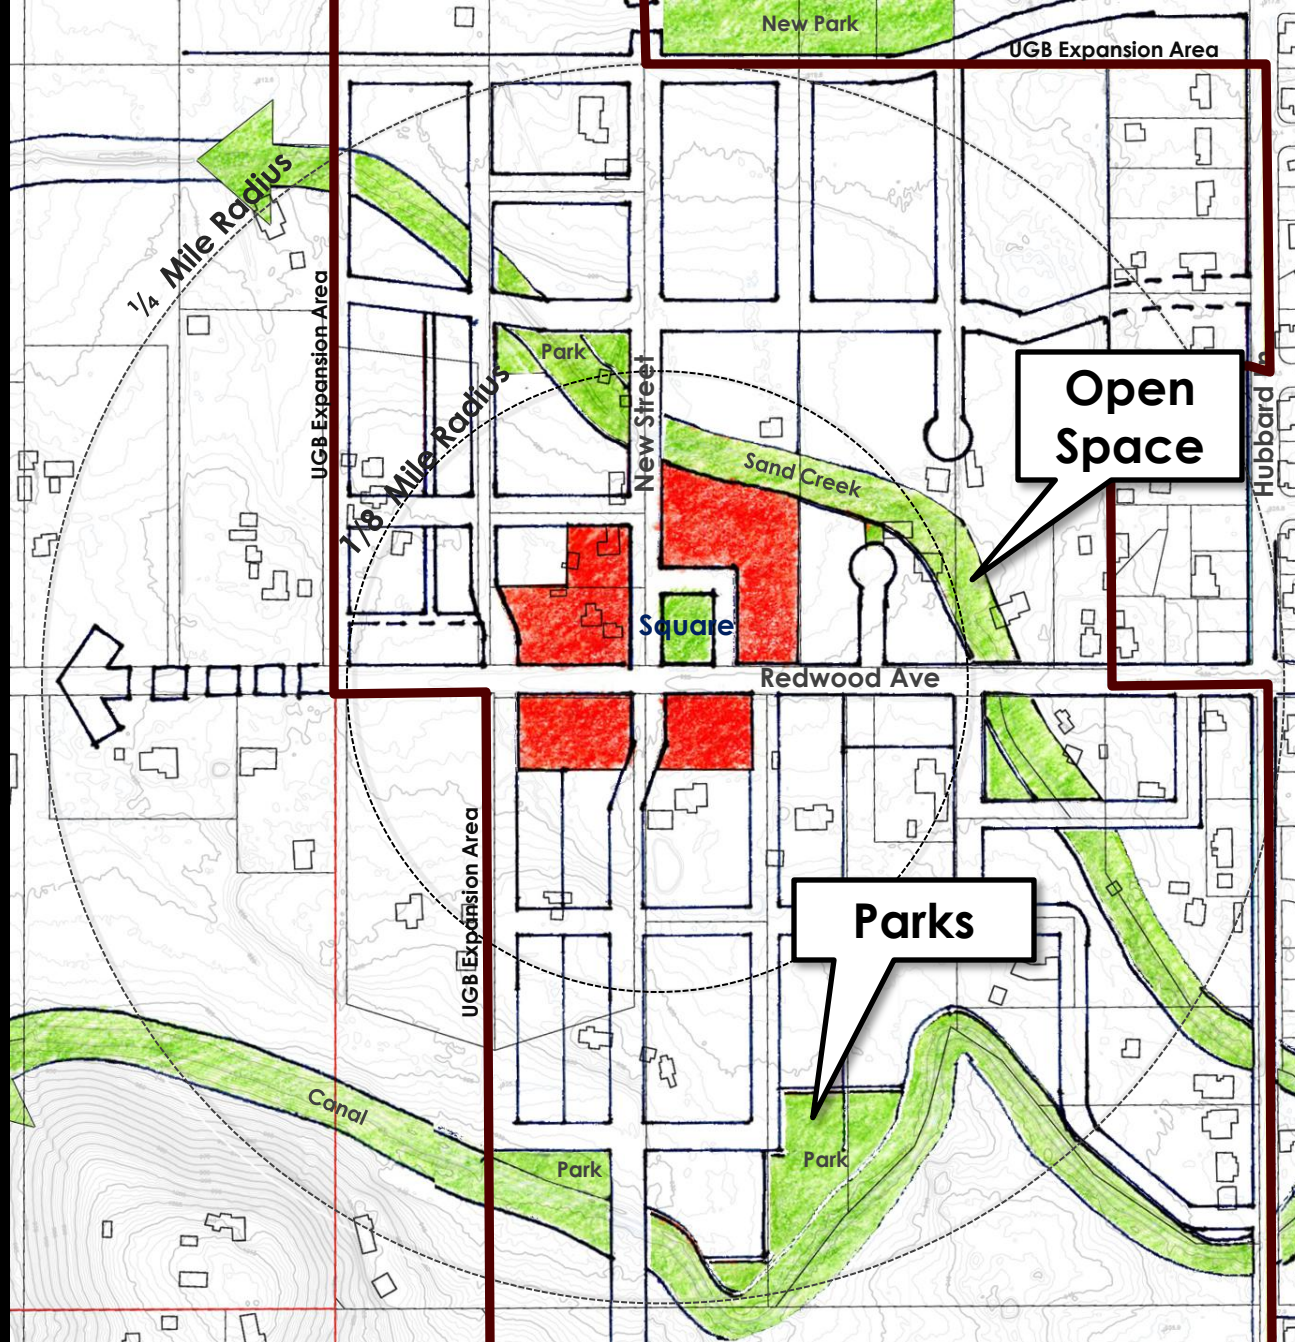 New Park
UGB Expansion Area
¼ Mile Radius
UGB Expansion Area
Park
New Street
1/8 Mile Radius
Open
Space
Hubbard
Sand Creek
Square
Redwood Ave
UGB Expansion Area
Parks
Canal
Park
Park